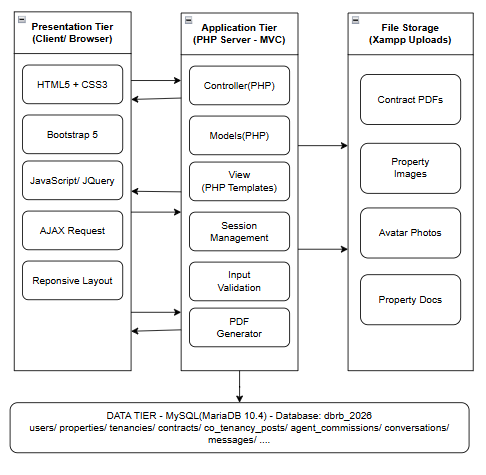 Presentation Tier
(Client/ Browser)
HTML5 + CSS3
Bootstrap 5
JavaScript/ JQuery
AJAX Request
Reponsive Layout
Application Tier
(PHP Server - MVC)
Controller(PHP)
Models(PHP)
View
(PHP Templates)
Session
Management
Input
Validation
PDF
Generator
File Storage
(Xampp Uploads)
Contract PDFs
Property
Images
Avatar Photos
Property Docs
DATA TIER - MySQL(MariaDB 10.4) - Database: dbrb_2026
users/ properties/ tenancies/ contracts/ co_tenancy_posts/ agent_commissions/ conversations/
messages/ ....